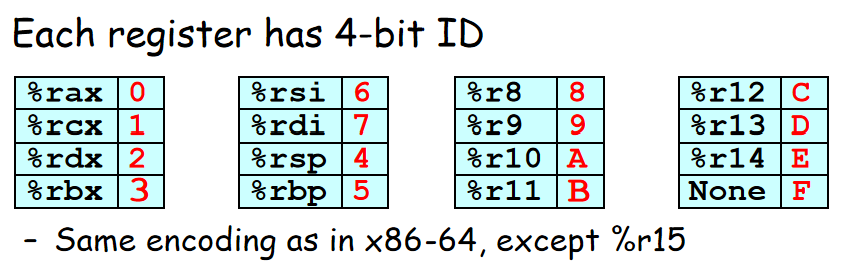 Each register has 4-bit ID
%rax 0 %rsi 6 %r8 8 %r12 C
%rcx 1 %rdi 7 %r9 9 %r13 D
%rdx 2 %rsp 4 %r10 A %r14 E
%rbx 3 %rbp 5 %r11 B None F
– Same encoding as in x86-64, except %r15